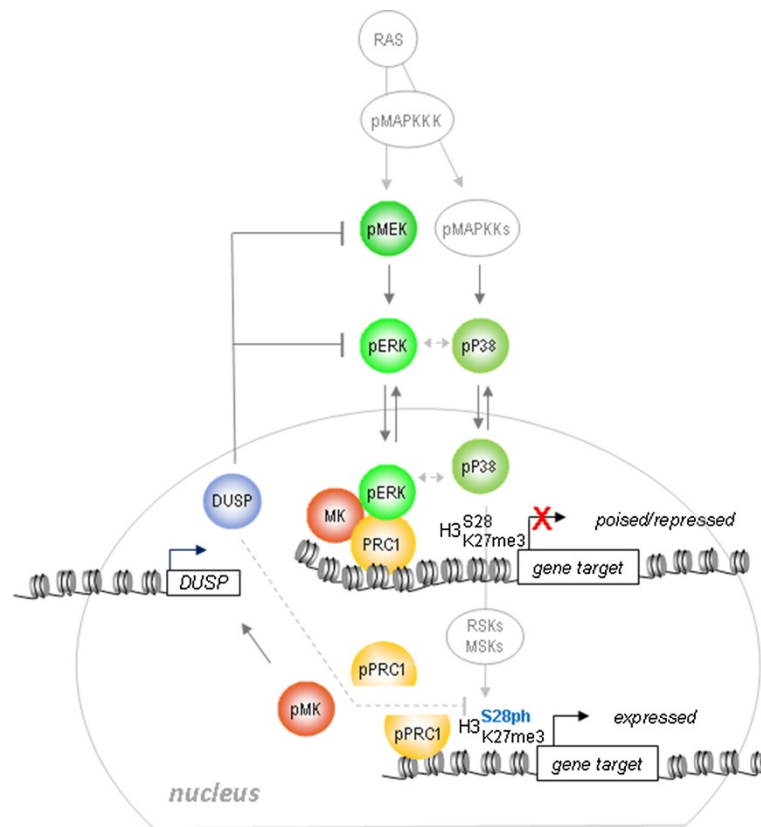 RAS
pMAPKKK
pMEK
pMAPKKs
pERK
pP38
pERK
pP38
DUSP
MK
PRC1
H3 S28
K27me3
X
poised/repressed
gene target
DUSP
RSKs
MSKs
pPRC1
pMK
pPRC1
H3 S28ph
K27me3
expressed
gene target
nucleus